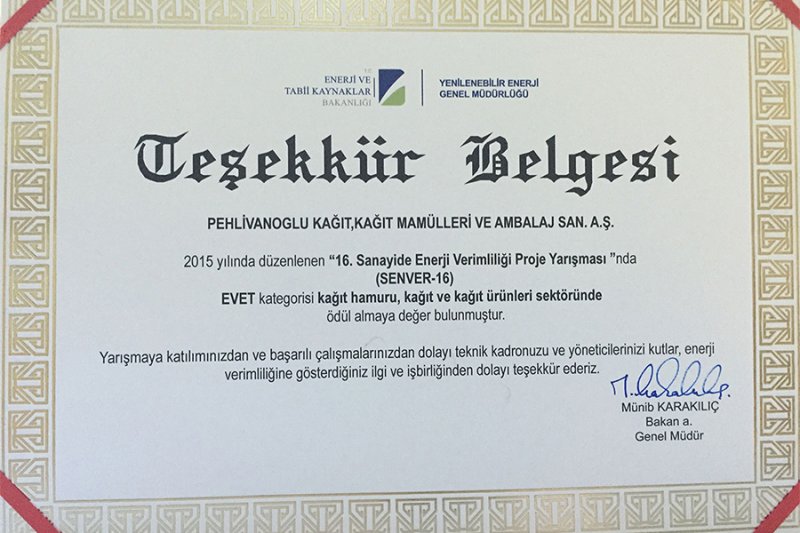 T.C.
ENERJİ VE
TABİİ KAYNAKLAR
BAKANLIĞI
YENİLENEBİLİR ENERJİ
GENEL MÜDÜRLÜĞÜ
Teşekkür Belgesi
PEHLİVANOGLU KAĞIT,KAĞIT MAMÜLLERİ VE AMBALAJ SAN. A.Ş.
2015 yılında düzenlenen “16. Sanayide Enerji Verimliliği Proje Yarışması ”nda
(SENVER-16)
EVET kategorisi kağıt hamuru, kağıt ve kağıt ürünleri sektöründe
ödül almaya değer bulunmuştur.
Yarışmaya katılımınızdan ve başarılı çalışmalarınızdan dolayı teknik kadronuzu ve yöneticilerinizi kutlar, enerji
verimliliğine gösterdiğiniz ilgi ve işbirliğinden dolayı teşekkür ederiz.
M.Karakılıç.
Münib KARAKILIÇ
Bakan a.
Genel Müdür